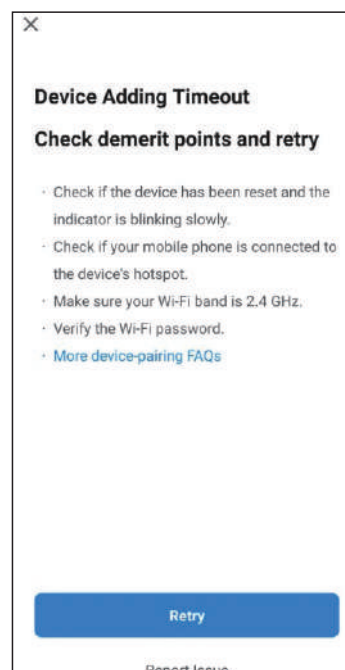 Device Adding Timeout
Check demerit points and retry
· Check if the device has been reset and the
indicator is blinking slowly.
· Check if your mobile phone is connected to
the device's hotspot.
· Make sure your Wi-Fi band is 2.4 GHz.
· Verify the Wi-Fi password.
· More device-pairing FAQs
Retry
Report Issue